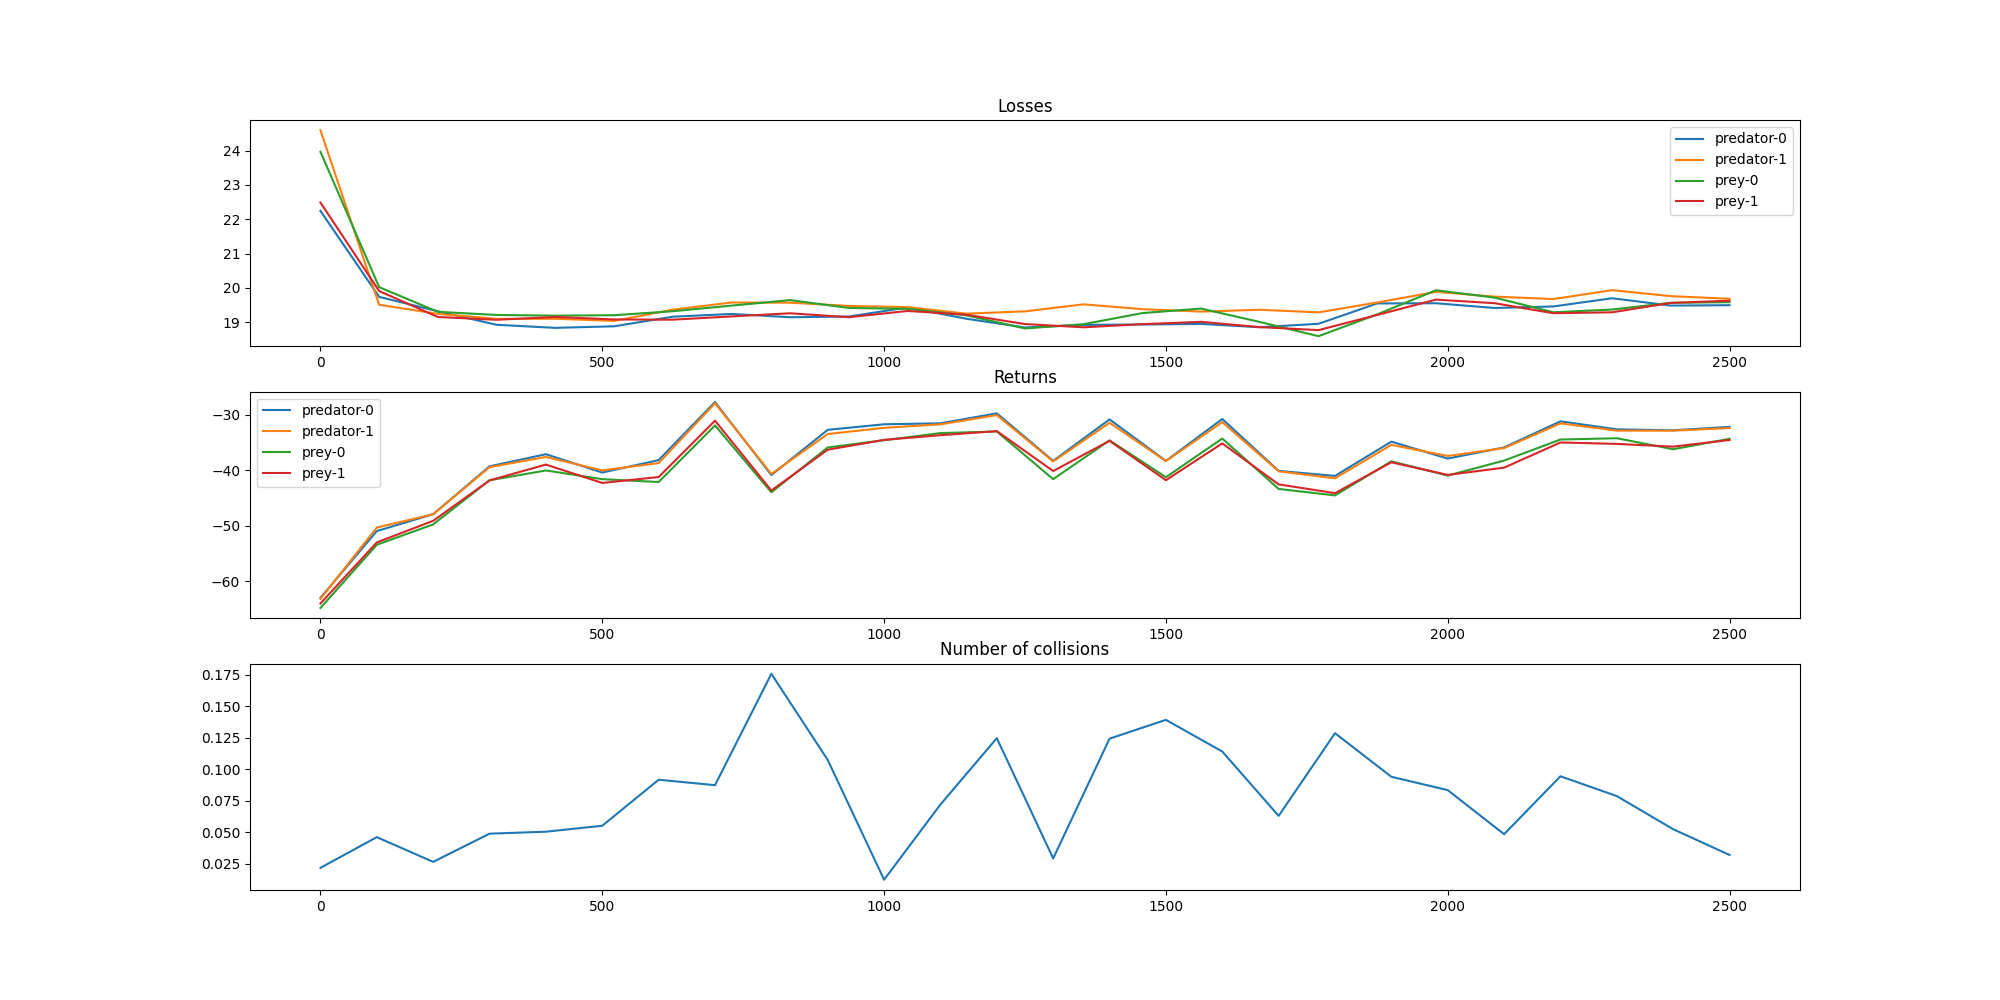 Losses
24
23
22
21
20
19
predator-0
predator-1
prey-0
prey-1
0 500 1000 1500 2000 2500
Returns
−30
−40
−50
−60
predator-0
predator-1
prey-0
prey-1
0 500 1000 1500 2000 2500
Number of collisions
0.175
0.150
0.125
0.100
0.075
0.050
0.025
0 500 1000 1500 2000 2500